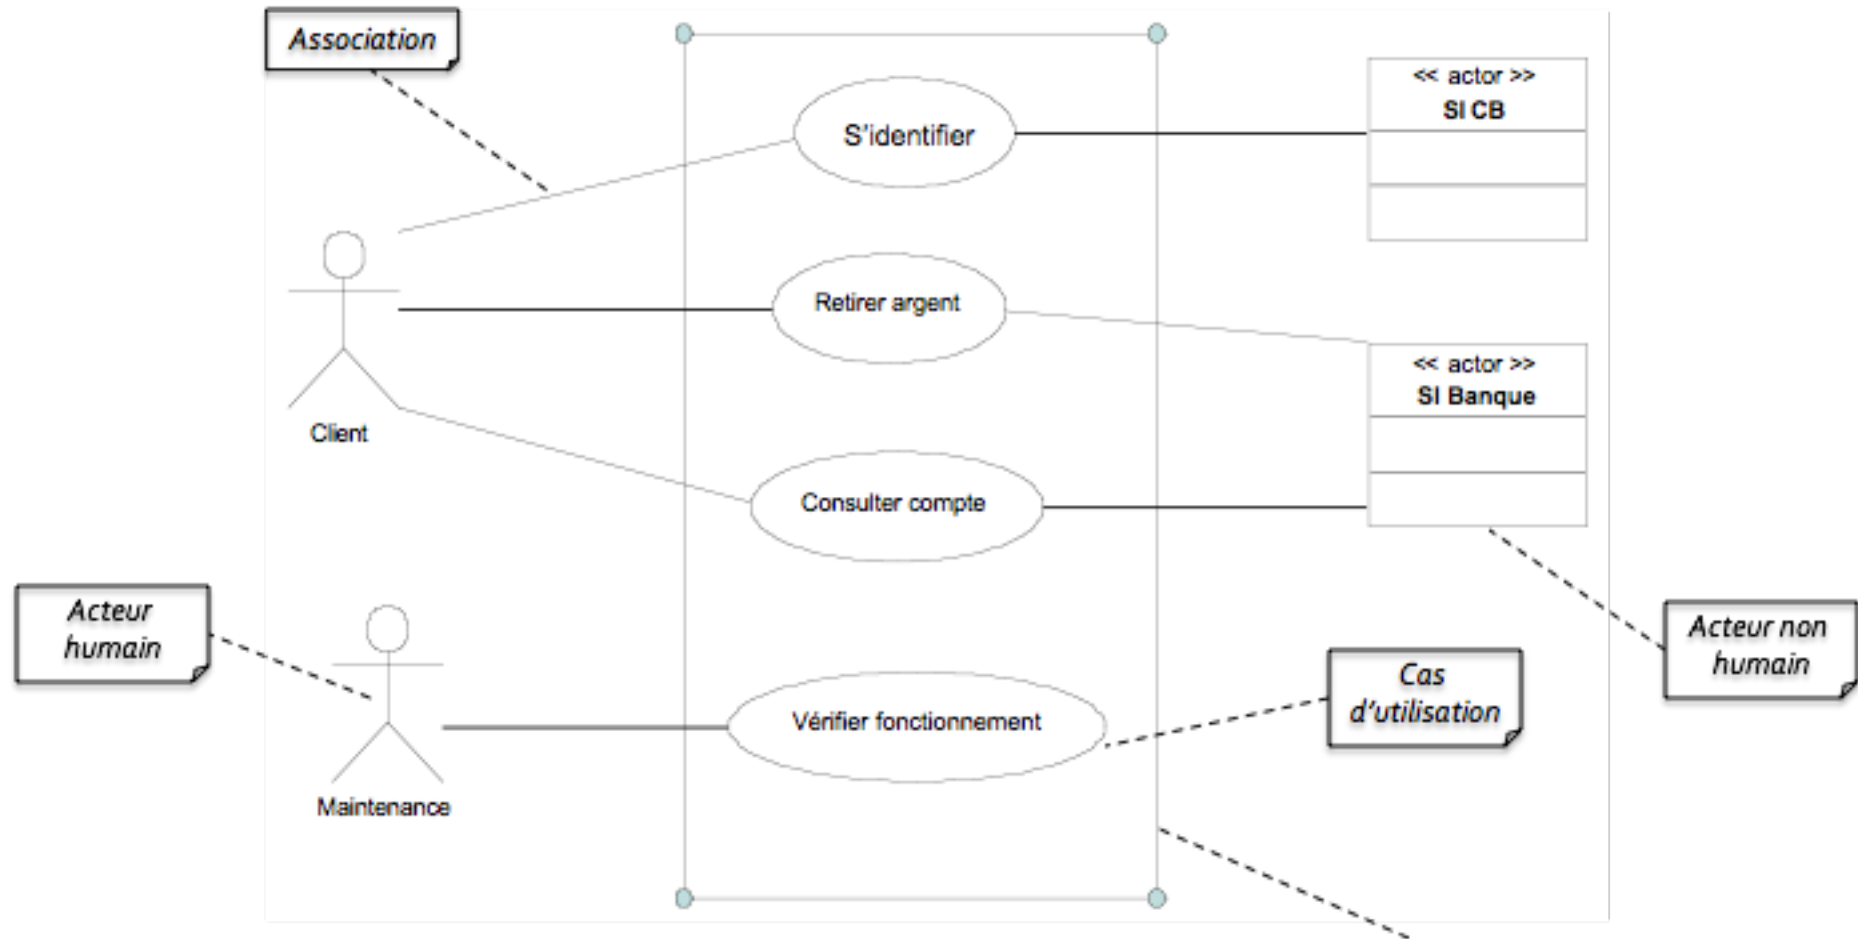 Association
<< actor >>
SI CB
S'identifier
Retirer argent
<< actor >>
SI Banque
Client
Consulter compte
Acteur
humain
Acteur non
humain
Cas
d'utilisation
Vérifier fonctionnement
Maintenance